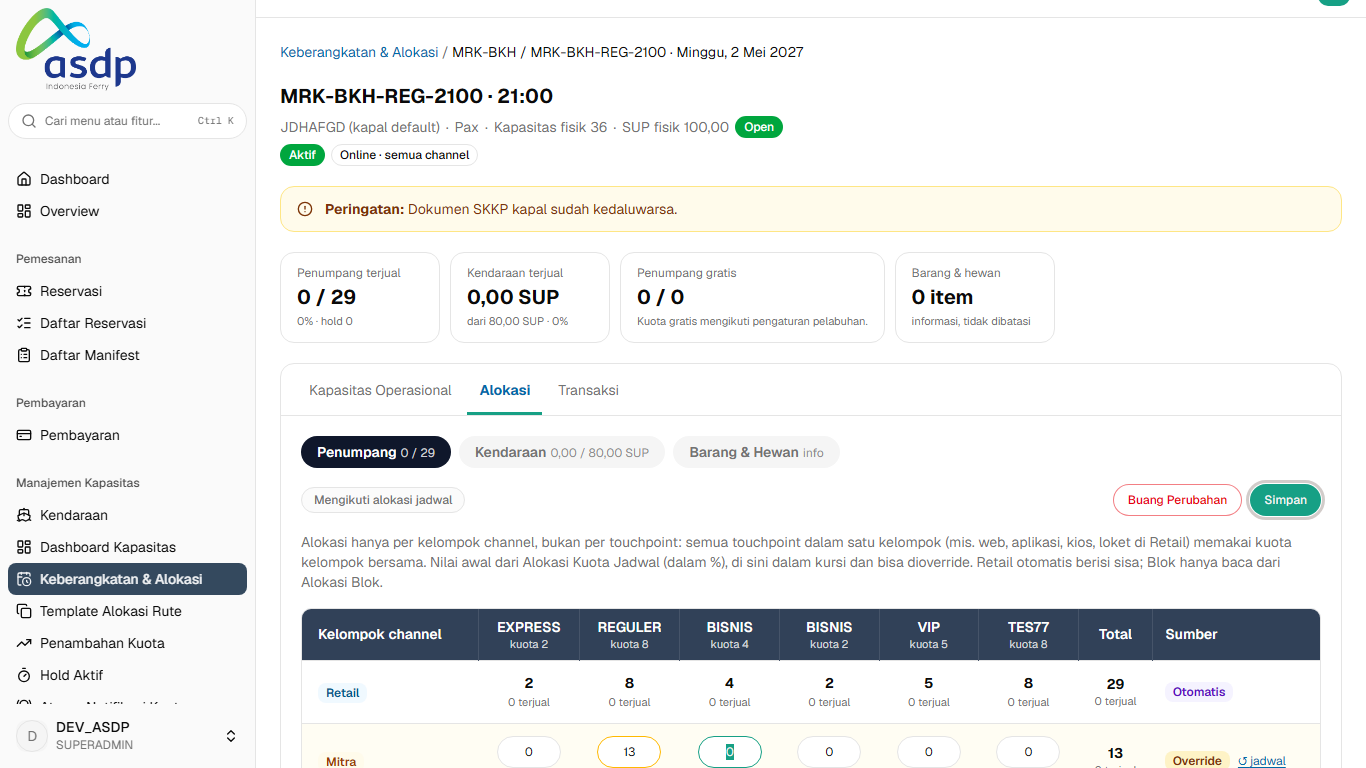 asdp
Indonesia Ferry
Cari menu atau fitur... Ctrl K
Dashboard
Overview
Pemesanan
Reservasi
Daftar Reservasi
Daftar Manifest
Pembayaran
Pembayaran
Manajemen Kapasitas
Kendaraan
Dashboard Kapasitas
Keberangkatan & Alokasi
Template Alokasi Rute
Penambahan Kuota
Hold Aktif
D
DEV_ASDP
SUPERADMIN
Keberangkatan & Alokasi / MRK-BKH / MRK-BKH-REG-2100 · Minggu, 2 Mei 2027
MRK-BKH-REG-2100 · 21:00
JDHAFGD (kapal default) · Pax · Kapasitas fisik 36 · SUP fisik 100,00 Open
Aktif Online · semua channel
Peringatan: Dokumen SKKP kapal sudah kedaluwarsa.
Penumpang terjual
0 / 29
0% · hold 0
Kendaraan terjual
0,00 SUP
dari 80,00 SUP · 0%
Penumpang gratis
0 / 0
Kuota gratis mengikuti pengaturan pelabuhan.
Barang & hewan
0 item
informasi, tidak dibatasi
Kapasitas Operasional Alokasi Transaksi
Penumpang 0 / 29 Kendaraan 0,00 / 80,00 SUP Barang & Hewan info
Mengikuti alokasi jadwal Buang Perubahan Simpan
Alokasi hanya per kelompok channel, bukan per touchpoint: semua touchpoint dalam satu kelompok (mis. web, aplikasi, kios, loket di Retail) memakai kuota
kelompok bersama. Nilai awal dari Alokasi Kuota Jadwal (dalam %), di sini dalam kursi dan bisa dioverride. Retail otomatis berisi sisa; Blok hanya baca dari
Alokasi Blok.
Kelompok channel EXPRESS REGULER BISNIS BISNIS VIP TES77 Total Sumber
kuota 2 kuota 8 kuota 4 kuota 2 kuota 5 kuota 8
Retail 2 8 4 2 5 8 29 Otomatis
0 terjual 0 terjual 0 terjual 0 terjual 0 terjual 0 terjual 0 terjual
Mitra 0 13 0 0 0 0 13 Override jadwal